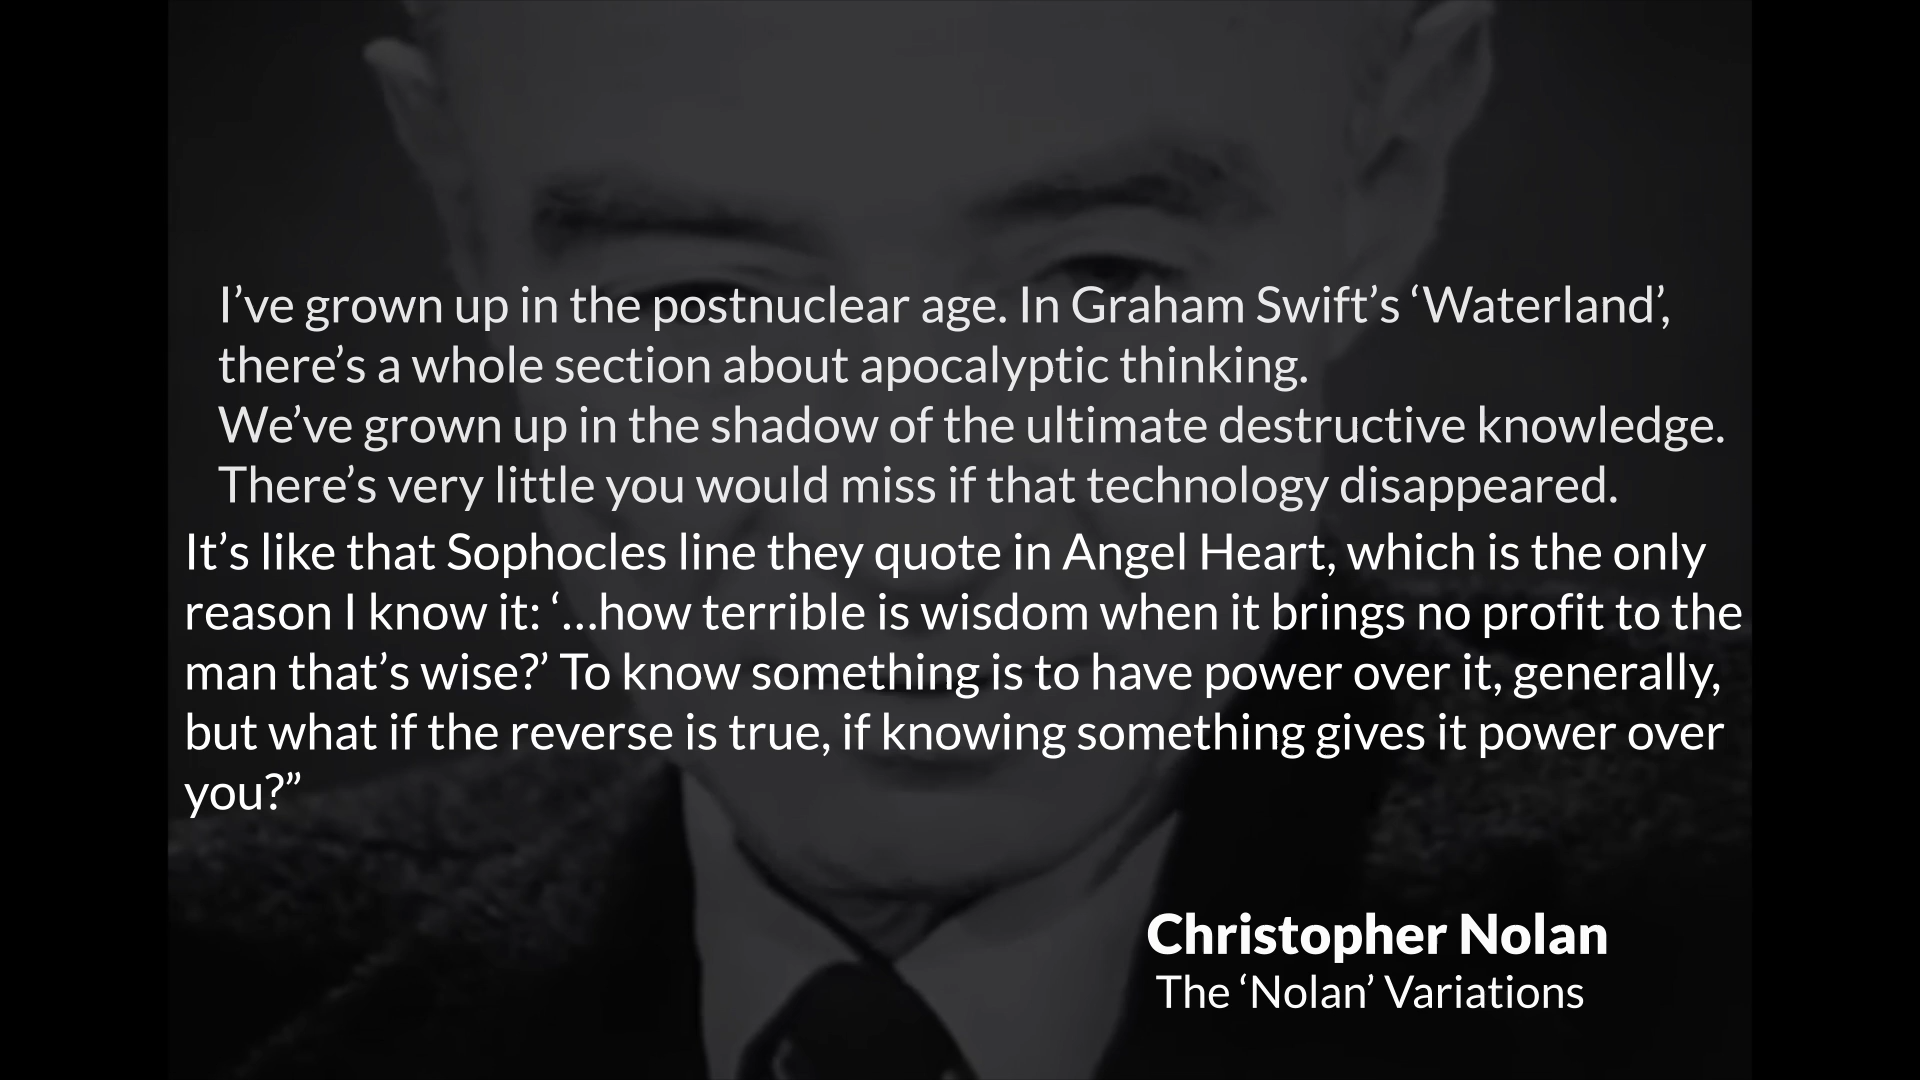 I’ve grown up in the postnuclear age. In Graham Swift’s ‘Waterland’,
there’s a whole section about apocalyptic thinking.
We’ve grown up in the shadow of the ultimate destructive knowledge.
There’s very little you would miss if that technology disappeared.
It’s like that Sophocles line they quote in Angel Heart, which is the only
reason I know it: ‘…how terrible is wisdom when it brings no profit to the
man that’s wise?’ To know something is to have power over it, generally,
but what if the reverse is true, if knowing something gives it power over
you?”
Christopher Nolan
The ‘Nolan’ Variations